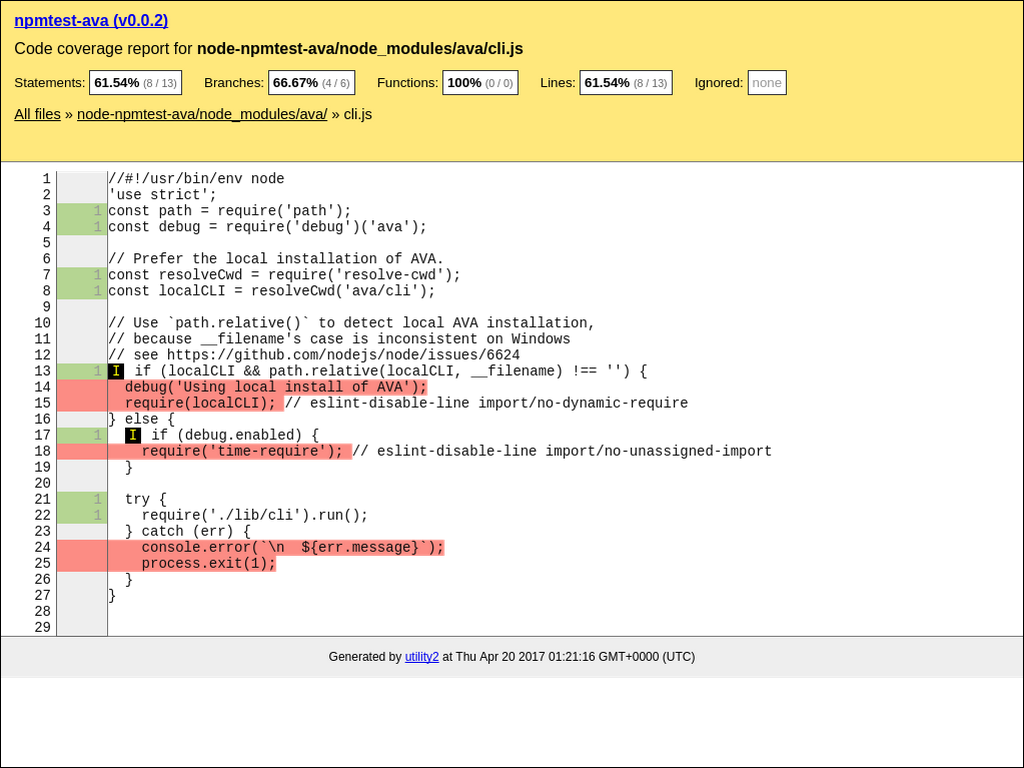 npmtest-ava (v0.0.2)
Code coverage report for node-npmtest-ava/node_modules/ava/cli.js
Statements: 61.54% (8 / 13) Branches: 66.67% (4 / 6) Functions: 100% (0 / 0) Lines: 61.54% (8 / 13) Ignored: none
All files » node-npmtest-ava/node_modules/ava/ » cli.js
1 //#!/usr/bin/env node
2 'use strict';
3 1 const path = require('path');
4 1 const debug = require('debug')('ava');
5
6 // Prefer the local installation of AVA.
7 1 const resolveCwd = require('resolve-cwd');
8 1 const localCLI = resolveCwd('ava/cli');
9
10 // Use `path.relative()` to detect local AVA installation,
11 // because __filename's case is inconsistent on Windows
12 // see https://github.com/nodejs/node/issues/6624
13 1 I if (localCLI && path.relative(localCLI, __filename) !== '') {
14 debug('Using local install of AVA');
15 require(localCLI); // eslint-disable-line import/no-dynamic-require
16 } else {
17 1 I if (debug.enabled) {
18 require('time-require'); // eslint-disable-line import/no-unassigned-import
19 }
20
21 1 try {
22 1 require('./lib/cli').run();
23 } catch (err) {
24 console.error(`\n  ${err.message}`);
25 process.exit(1);
26 }
27 }
28
29
Generated by utility2 at Thu Apr 20 2017 01:21:16 GMT+0000 (UTC)